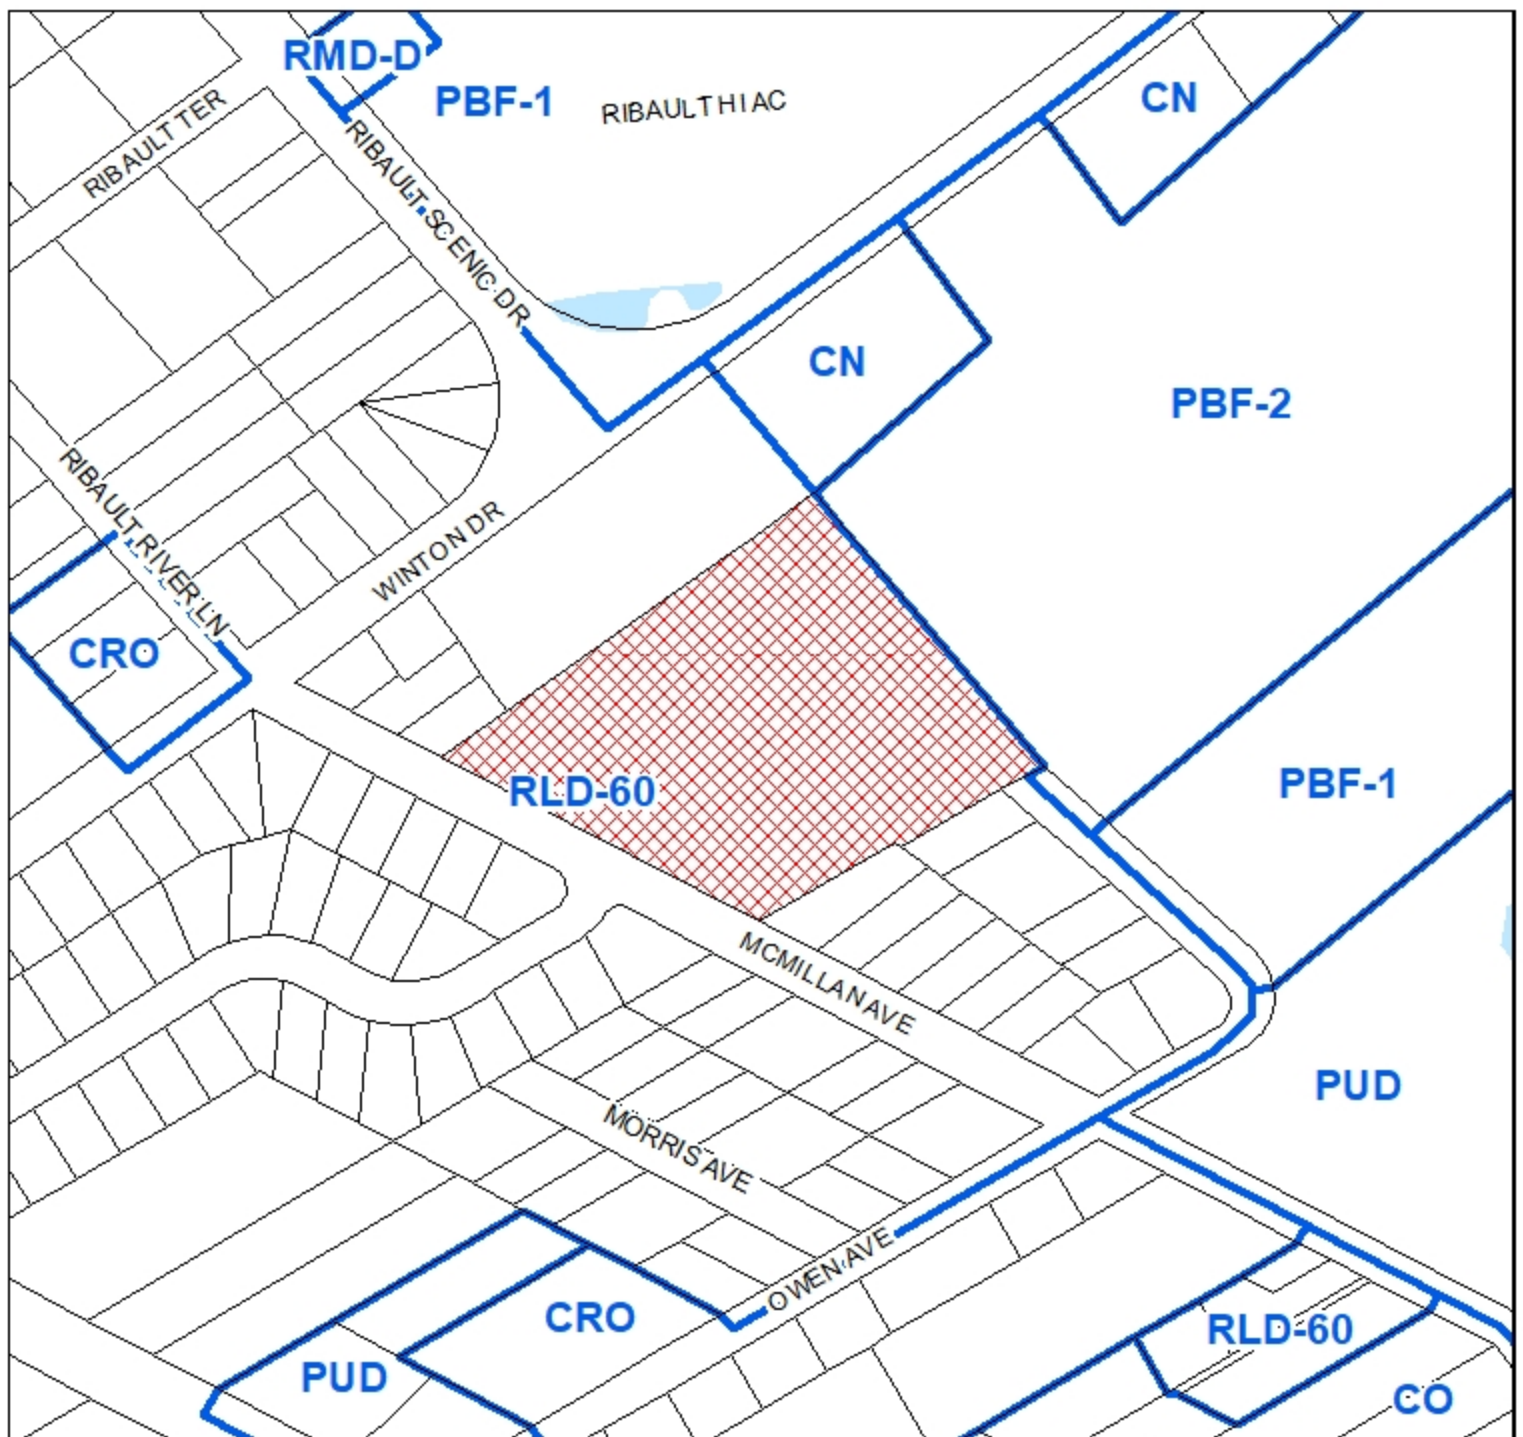 RMD-D
PBF-1
RIBAULT HI AC
CN
RIBAULT TER
RIBAULT SCENIC DR
CN
PBF-2
RIBAULT RIVER LN
WINTON DR
CRO
RLD-60
PBF-1
MCMILLAN AVE
PUD
MORRIS AVE
OWEN AVE
CRO
RLD-60
PUD
CO